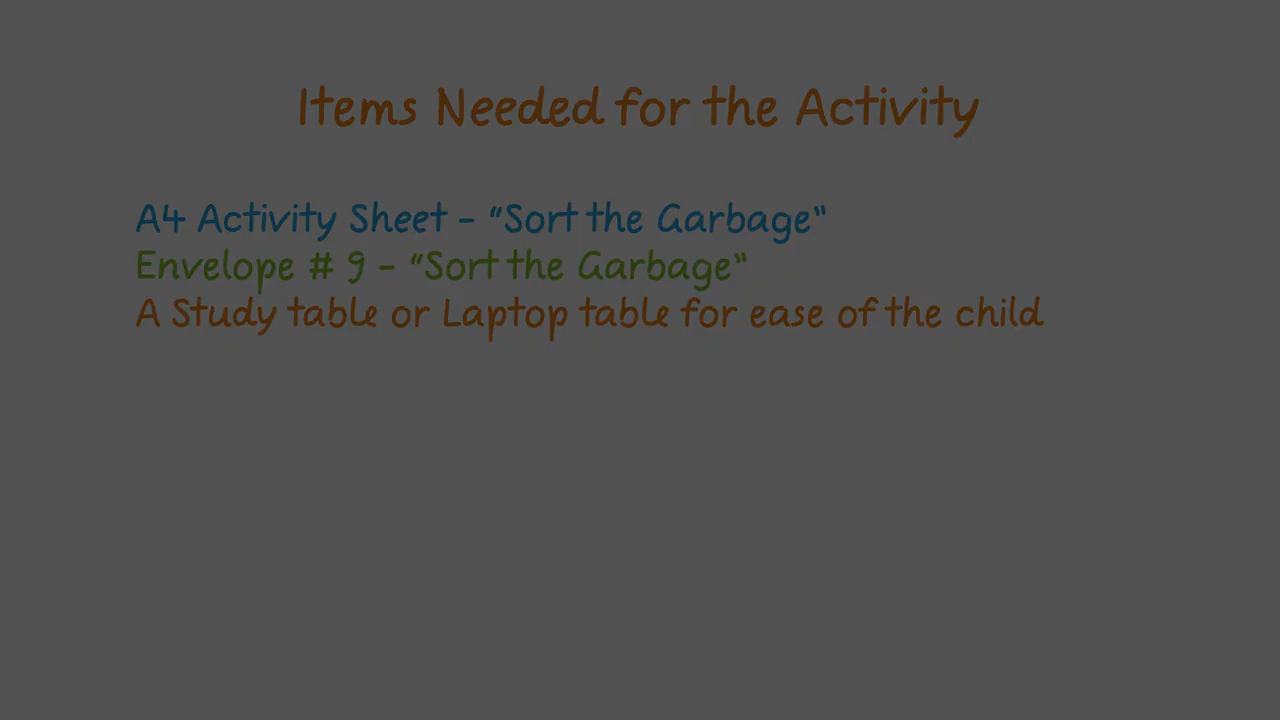 Items Needed for the Activity
A4 Activity Sheet - "Sort the Garbage"
Envelope # 9 - "Sort the Garbage"
A Study table or Laptop table for ease of the child